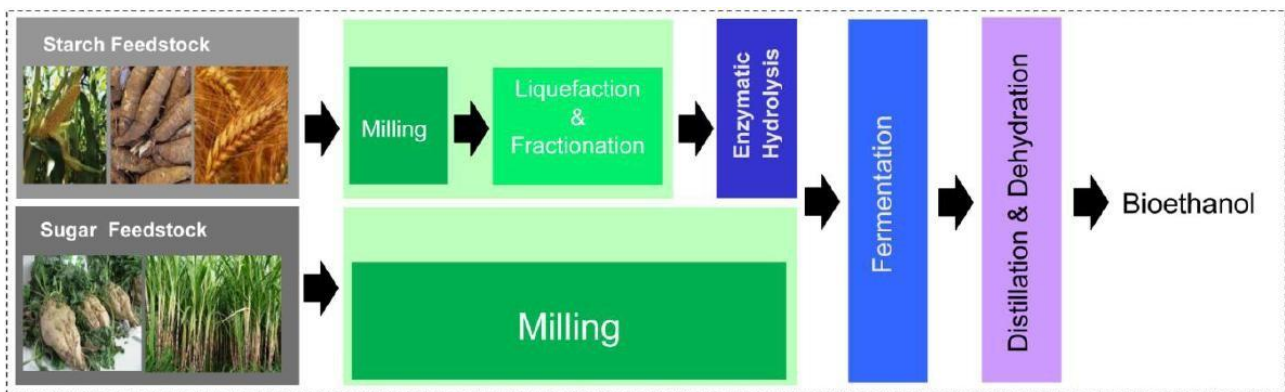 Starch Feedstock
Milling
Liquefaction
&
Fractionation
Enzymatic
Hydrolysis
Sugar Feedstock
Milling
Fermentation
Distillation & Dehydration
Bioethanol